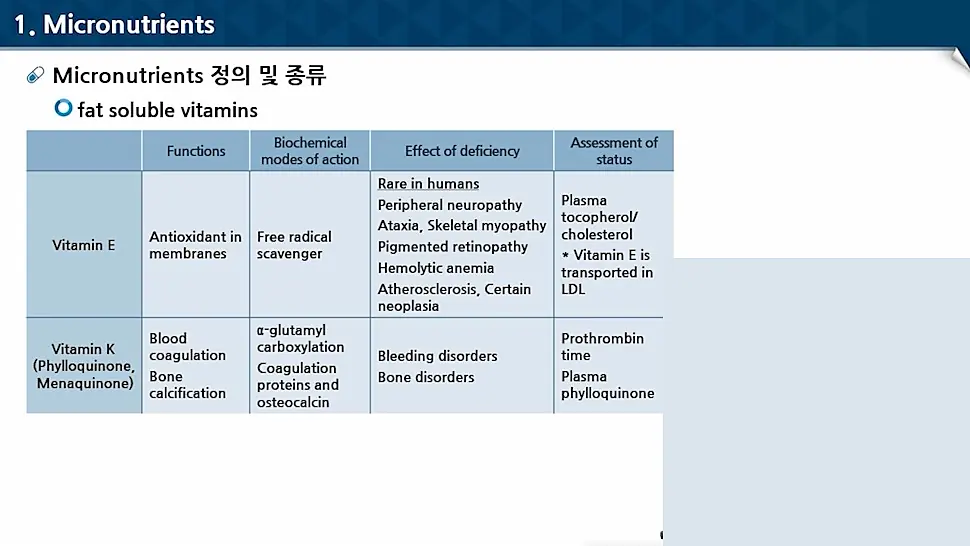 1. Micronutrients
Micronutrients 정의 및 종류
fat soluble vitamins
Functions
Biochemical
modes of action
Effect of deficiency
Assessment of
status
Vitamin E
Antioxidant in
membranes
Free radical
scavenger
Rare in humans
Peripheral neuropathy
Ataxia, Skeletal myopathy
Pigmented retinopathy
Hemolytic anemia
Atherosclerosis, Certain
neoplasia
Plasma
tocopherol/
cholesterol
* Vitamin E is
transported in
LDL
Vitamin K
(Phylloquinone,
Menaquinone)
Blood
coagulation
Bone
calcification
α-glutamyl
carboxylation
Coagulation
proteins and
osteocalcin
Bleeding disorders
Bone disorders
Prothrombin
time
Plasma
phylloquinone